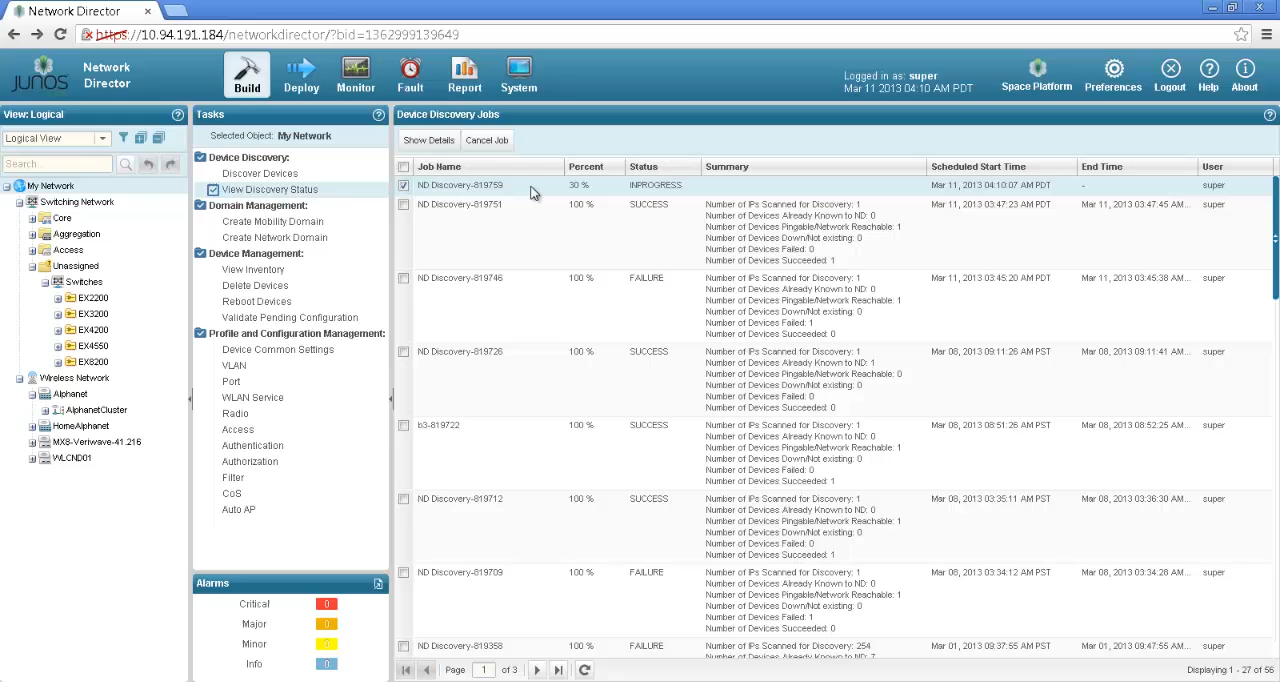 Network Director
https://10.94.191.184/networkdirector/?bid=1362999139649
JUNOS
Network Director
Build
Deploy
Monitor
Fault
Report
System
Logged in as: super
Mar 11, 2013 04:10 AM PDT
Space Platform
Preferences
Logout
Help
About
View: Logical
Logical View
Search...
My Network
Switching Network
Core
Aggregation
Access
Unassigned
Switches
EX2200
EX3200
EX4200
EX4550
EX8200
Wireless Network
Alphanet
AlphanetCluster
HomeAlphanet
MX8-Veriwave-41.216
WLCND01
Tasks
Selected Object: My Network
Device Discovery:
Discover Devices
View Discovery Status
Domain Management:
Create Mobility Domain
Create Network Domain
Device Management:
View Inventory
Delete Devices
Reboot Devices
Validate Pending Configuration
Profile and Configuration Management:
Device Common Settings
VLAN
Port
WLAN Service
Radio
Access
Authentication
Authorization
Filter
CoS
Auto AP
Alarms
Critical 0
Major 0
Minor 0
Info 0
Device Discovery Jobs
Show Details Cancel Job
Job Name Percent Status Summary Scheduled Start Time End Time User
ND Discovery-819759 30 % INPROGRESS Mar 11, 2013 04:10:07 AM PDT - super
ND Discovery-819751 100 % SUCCESS Number of IPs Scanned for Discovery: 1 Mar 11, 2013 03:47:23 AM PDT Mar 11, 2013 03:47:45 AM... super
Number of Devices Already Known to ND: 0
Number of Devices Pingable/Network Reachable: 1
Number of Devices Down/Not existing: 0
Number of Devices Failed: 0
Number of Devices Succeeded: 1
ND Discovery-819746 100 % FAILURE Number of IPs Scanned for Discovery: 1 Mar 11, 2013 03:45:20 AM PDT Mar 11, 2013 03:45:38 AM... super
Number of Devices Already Known to ND: 0
Number of Devices Pingable/Network Reachable: 1
Number of Devices Down/Not existing: 0
Number of Devices Failed: 1
Number of Devices Succeeded: 0
ND Discovery-819726 100 % SUCCESS Number of IPs Scanned for Discovery: 1 Mar 08, 2013 09:11:26 AM PST Mar 08, 2013 09:11:41 AM... super
Number of Devices Already Known to ND: 1
Number of Devices Pingable/Network Reachable: 0
Number of Devices Down/Not existing: 0
Number of Devices Failed: 0
Number of Devices Succeeded: 0
b3-819722 100 % SUCCESS Number of IPs Scanned for Discovery: 1 Mar 08, 2013 08:51:26 AM PST Mar 08, 2013 08:52:25 AM... super
Number of Devices Already Known to ND: 0
Number of Devices Pingable/Network Reachable: 1
Number of Devices Down/Not existing: 0
Number of Devices Failed: 0
Number of Devices Succeeded: 1
ND Discovery-819712 100 % SUCCESS Number of IPs Scanned for Discovery: 1 Mar 08, 2013 03:35:11 AM PST Mar 08, 2013 03:36:30 AM... super
Number of Devices Already Known to ND: 0
Number of Devices Pingable/Network Reachable: 1
Number of Devices Down/Not existing: 0
Number of Devices Failed: 0
Number of Devices Succeeded: 1
ND Discovery-819709 100 % FAILURE Number of IPs Scanned for Discovery: 1 Mar 08, 2013 03:34:12 AM PST Mar 08, 2013 03:34:28 AM... super
Number of Devices Already Known to ND: 0
Number of Devices Pingable/Network Reachable: 1
Number of Devices Down/Not existing: 0
Number of Devices Failed: 1
Number of Devices Succeeded: 0
ND Discovery-819358 100 % FAILURE Number of IPs Scanned for Discovery: 254 Mar 01, 2013 09:37:55 AM PST Mar 01, 2013 09:47:55 AM... super
Number of Devices Already Known to ND: 7
Page 1 of 3
Displaying 1 - 27 of 56